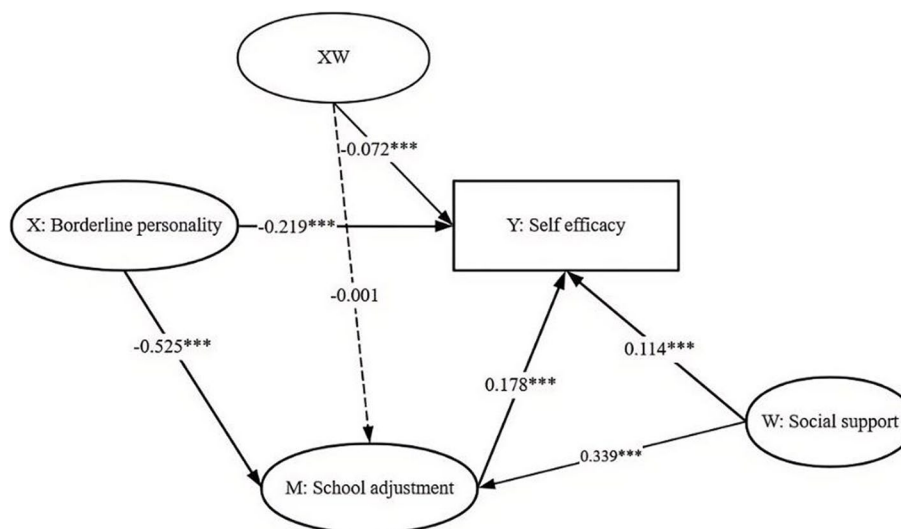 XW
-0.072***
X: Borderline personality
-0.219***
Y: Self efficacy
-0.001
-0.525***
0.114***
0.178***
W: Social support
0.339***
M: School adjustment